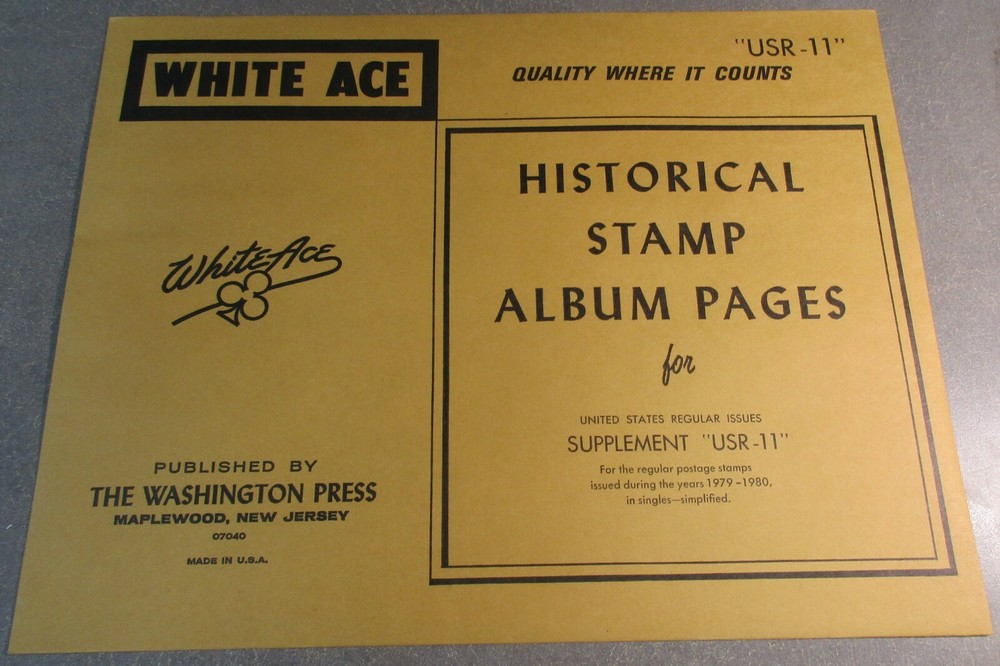 WHITE ACE
"USR-11"
QUALITY WHERE IT COUNTS
White Ace
PUBLISHED BY
THE WASHINGTON PRESS
MAPLEWOOD, NEW JERSEY
07040
MADE IN U.S.A.
HISTORICAL
STAMP
ALBUM PAGES
for
UNITED STATES REGULAR ISSUES
SUPPLEMENT "USR-11"
For the regular postage stamps
issued during the years 1979-1980,
in singles—simplified.